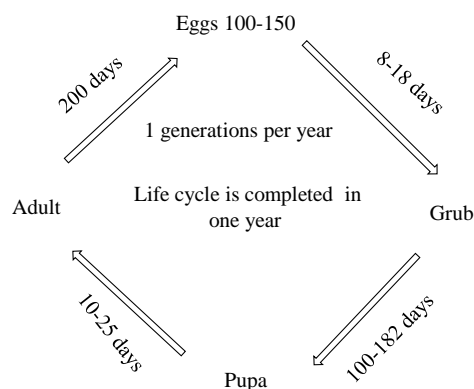 Eggs 100-150
200 days
8-18 days
1 generations per year
Adult
Life cycle is completed in
one year
Grub
10-25 days
100-182 days
Pupa